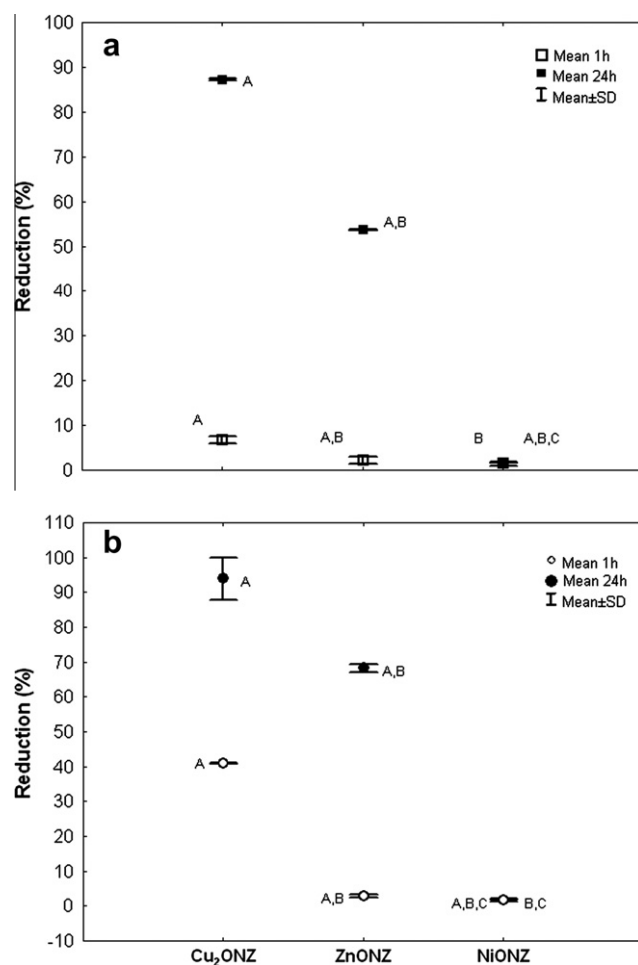 a
Mean 1h
Mean 24h
Mean±SD
100
90
80
70
60
50
40
30
20
10
0
Reduction (%)
A
A,B
A
A,B
B
A,B,C
b
Mean 1h
Mean 24h
Mean±SD
110
100
90
80
70
60
50
40
30
20
10
0
-10
Reduction (%)
A
A,B
A
A,B
A,B,C
B,C
Cu₂ONZ
ZnONZ
NiONZ